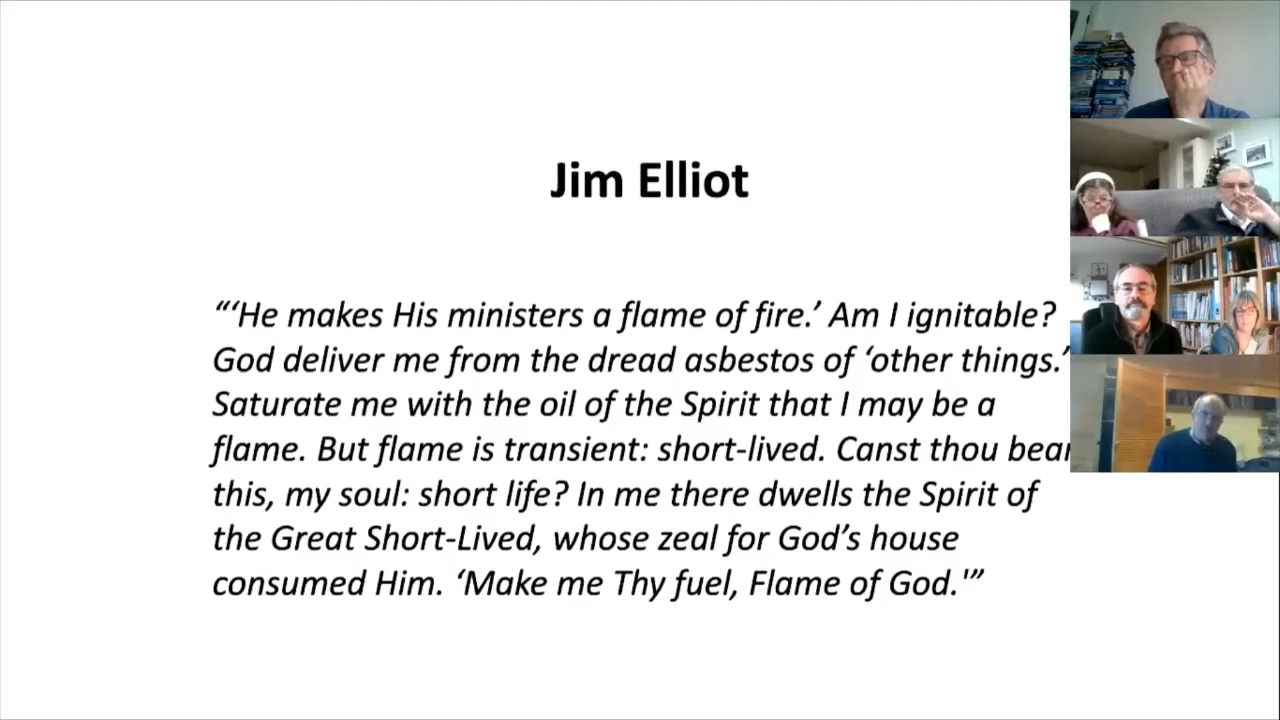 Jim Elliot
“‘He makes His ministers a flame of fire.’ Am I ignitable?
God deliver me from the dread asbestos of ‘other things.’
Saturate me with the oil of the Spirit that I may be a
flame. But flame is transient: short-lived. Canst thou bear
this, my soul: short life? In me there dwells the Spirit of
the Great Short-Lived, whose zeal for God’s house
consumed Him. ‘Make me Thy fuel, Flame of God.'”